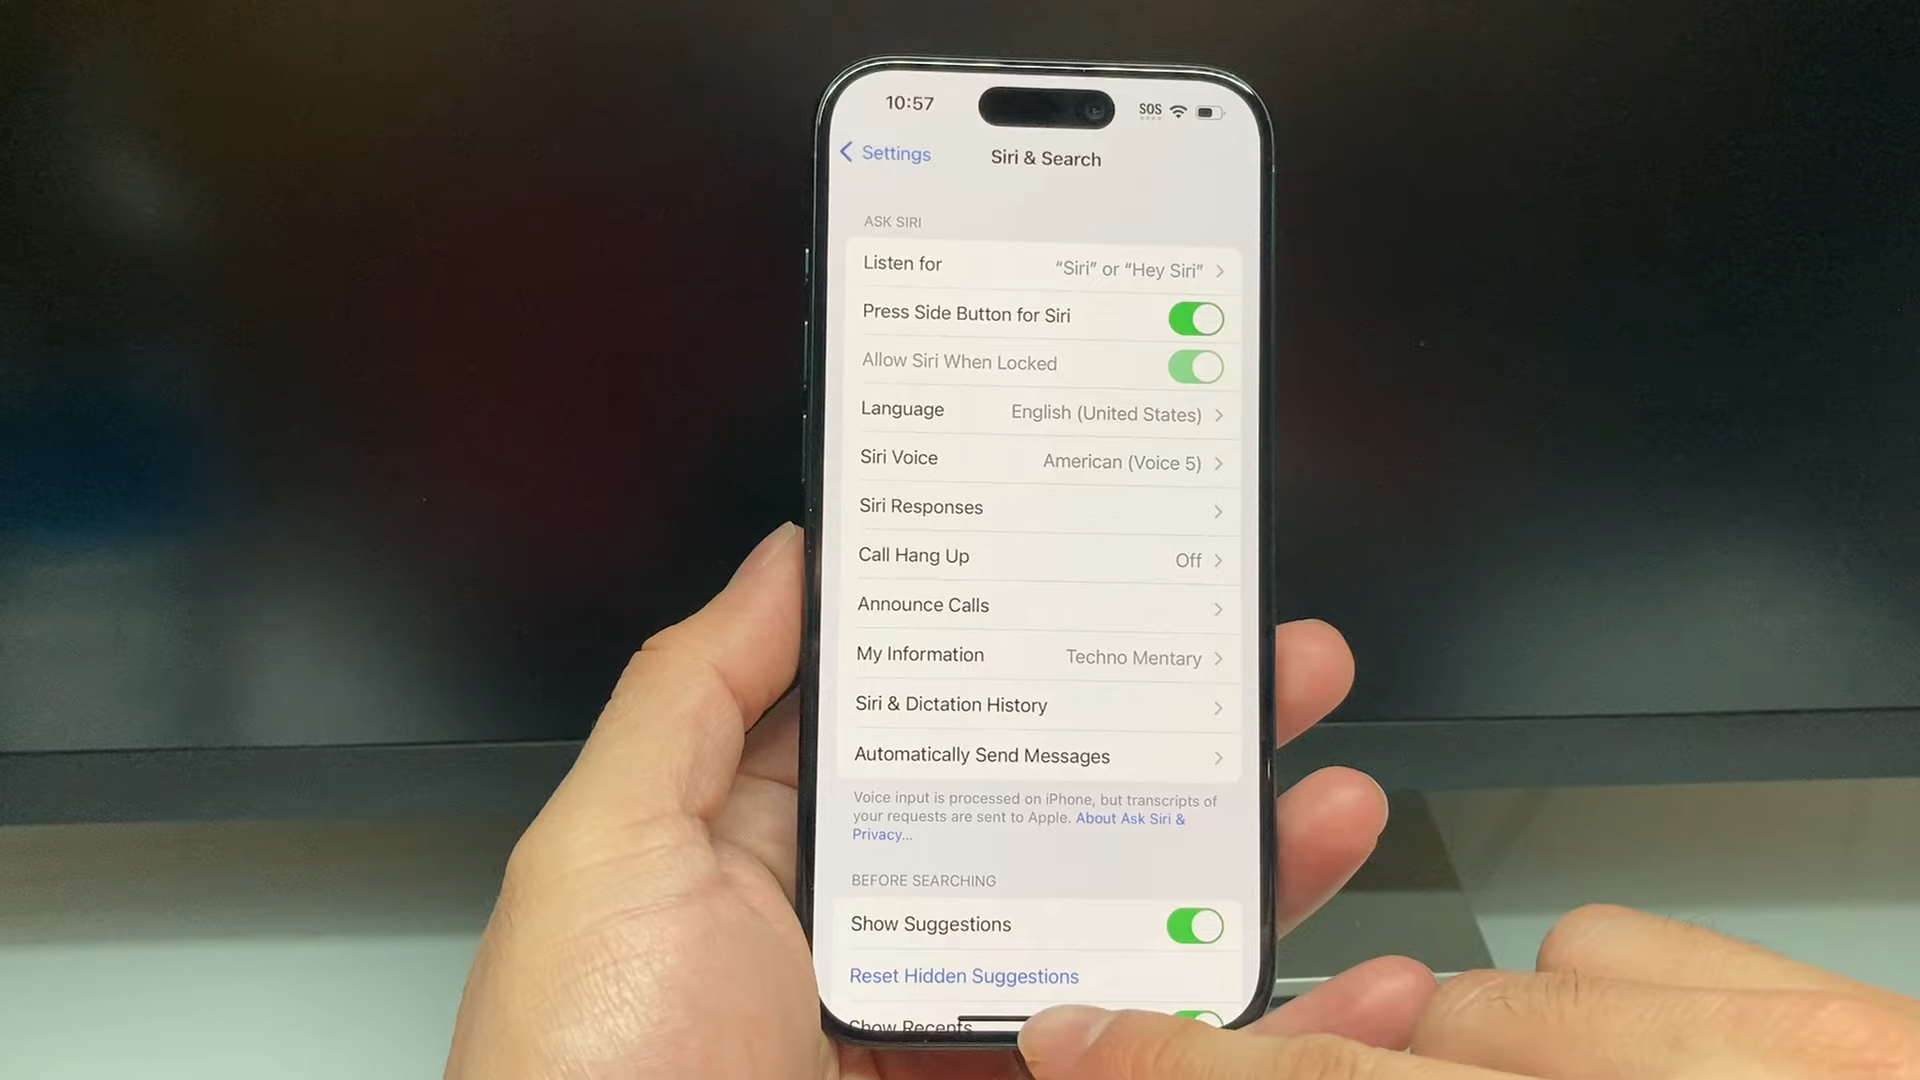 10:57
SOS
Settings
Siri & Search
ASK SIRI
Listen for “Siri” or “Hey Siri”
Press Side Button for Siri
Allow Siri When Locked
Language English (United States)
Siri Voice American (Voice 5)
Siri Responses
Call Hang Up Off
Announce Calls
My Information Techno Mentary
Siri & Dictation History
Automatically Send Messages
Voice input is processed on iPhone, but transcripts of
your requests are sent to Apple. About Ask Siri &
Privacy...
BEFORE SEARCHING
Show Suggestions
Reset Hidden Suggestions
Show Recents